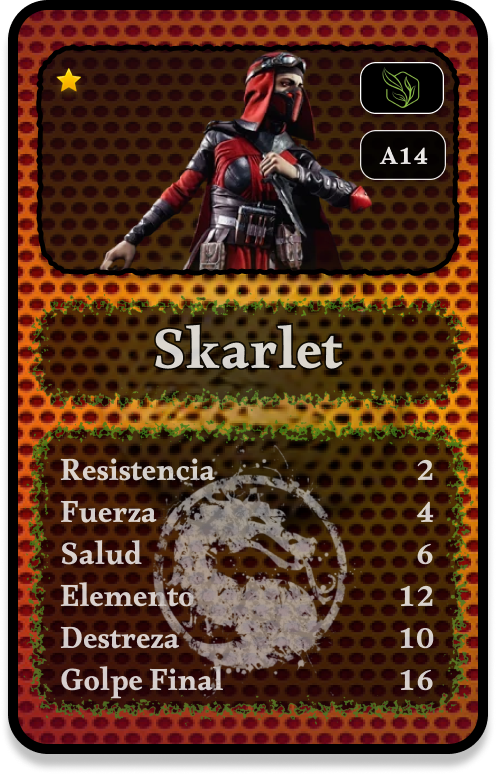 A14
Skarlet
Resistencia 2
Fuerza 4
Salud 6
Elemento 12
Destreza 10
Golpe Final 16